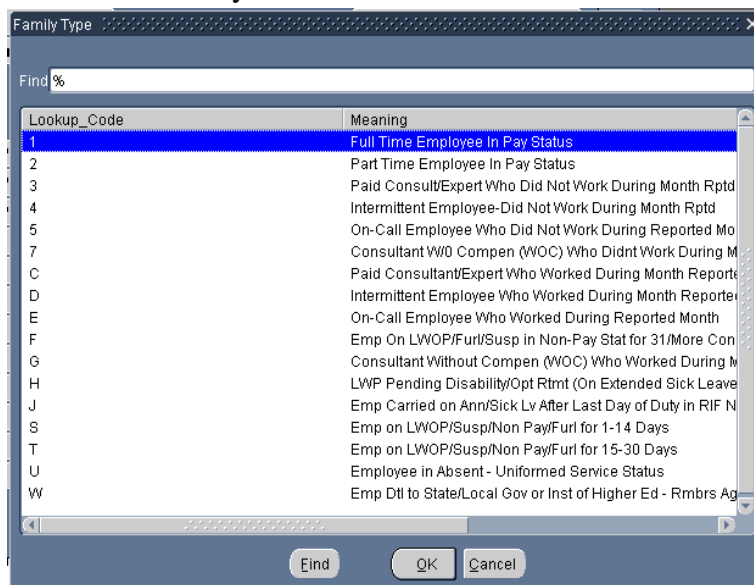 Family Type
Find %
Lookup_Code Meaning
1 Full Time Employee In Pay Status
2 Part Time Employee In Pay Status
3 Paid Consult/Expert Who Did Not Work During Month Rptd
4 Intermittent Employee-Did Not Work During Month Rptd
5 On-Call Employee Who Did Not Work During Reported Mo
7 Consultant W/0 Compen (WOC) Who Didnt Work During M
C Paid Consultant/Expert Who Worked During Month Reporte
D Intermittent Employee Who Worked During Month Reporte
E On-Call Employee Who Worked During Reported Month
F Emp On LWOP/Furl/Susp in Non-Pay Stat for 31/More Con
G Consultant Without Compen (WOC) Who Worked During M
H LWP Pending Disability/Opt Rtmt (On Extended Sick Leave
J Emp Carried on Ann/Sick Lv After Last Day of Duty in RIF N
S Emp on LWOP/Susp/Non Pay/Furl for 1-14 Days
T Emp on LWOP/Susp/Non Pay/Furl for 15-30 Days
U Employee in Absent - Uniformed Service Status
W Emp Dtl to State/Local Gov or Inst of Higher Ed - Rmbrs Ag
Find OK Cancel